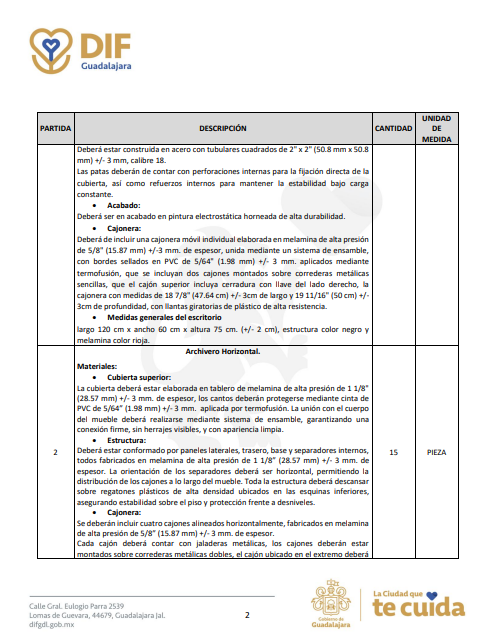 DIF
Guadalajara
PARTIDA
DESCRIPCIÓN
CANTIDAD
UNIDAD
DE
MEDIDA
Deberá estar construida en acero con tubulares cuadrados de 2" x 2" (50.8 mm x 50.8
mm) +/- 3 mm, calibre 18.
Las patas deberán de contar con perforaciones internas para la fijación directa de la
cubierta, así como refuerzos internos para mantener la estabilidad bajo carga
constante.
• Acabado:
Deberá ser en acabado en pintura electrostática horneada de alta durabilidad.
• Cajonera:
Deberá de incluir una cajonera móvil individual elaborada en melamina de alta presión
de 5/8" (15.87 mm) +/-3 mm. de espesor, unida mediante un sistema de ensamble,
con bordes sellados en PVC de 5/64" (1.98 mm) +/- 3 mm. aplicados mediante
termofusión, que se incluyan dos cajones montados sobre correderas metálicas
sencillas, que el cajón superior incluya cerradura con llave del lado derecho, la
cajonera con medidas de 18 7/8" (47.64 cm) +/- 3cm de largo y 19 11/16" (50 cm) +/-
3cm de profundidad, con llantas giratorias de plástico de alta resistencia.
• Medidas generales del escritorio
largo 120 cm x ancho 60 cm x altura 75 cm. (+/- 2 cm), estructura color negro y
melamina color rioja.
2
Archivero Horizontal.
Materiales:
• Cubierta superior:
La cubierta deberá estar elaborada en tablero de melamina de alta presión de 1 1/8"
(28.57 mm) +/- 3 mm. de espesor, los cantos deberán protegerse mediante cinta de
PVC de 5/64" (1.98 mm) +/- 3 mm. aplicada por termofusión. La unión con el cuerpo
del mueble deberá realizarse mediante sistema de ensamble, garantizando una
conexión firme, sin herrajes visibles, y con apariencia limpia.
• Estructura:
Deberá estar conformado por paneles laterales, trasero, base y separadores internos,
todos fabricados en melamina de alta presión de 1 1/8" (28.57 mm) +/- 3 mm. de
espesor. La orientación de los separadores deberá ser horizontal, permitiendo la
distribución de los cajones a lo largo del mueble. Toda la estructura deberá descansar
sobre regatones plásticos de alta densidad ubicados en las esquinas inferiores,
asegurando estabilidad sobre el piso y protección frente a desniveles.
• Cajonera:
Se deberán incluir cuatro cajones alineados horizontalmente, fabricados en melamina
de alta presión de 5/8" (15.87 mm) +/- 3 mm. de espesor.
Cada cajón deberá contar con jaladeras metálicas, los cajones deberán estar
montados sobre correderas metálicas dobles, el cajón ubicado en el extremo deberá
15
PIEZA
Calle Gral. Eulogio Parra 2539
Lomas de Guevara, 44679, Guadalajara Jal.
difgdl.gob.mx
2
Gobierno de
Guadalajara
La Ciudad que
te cuida